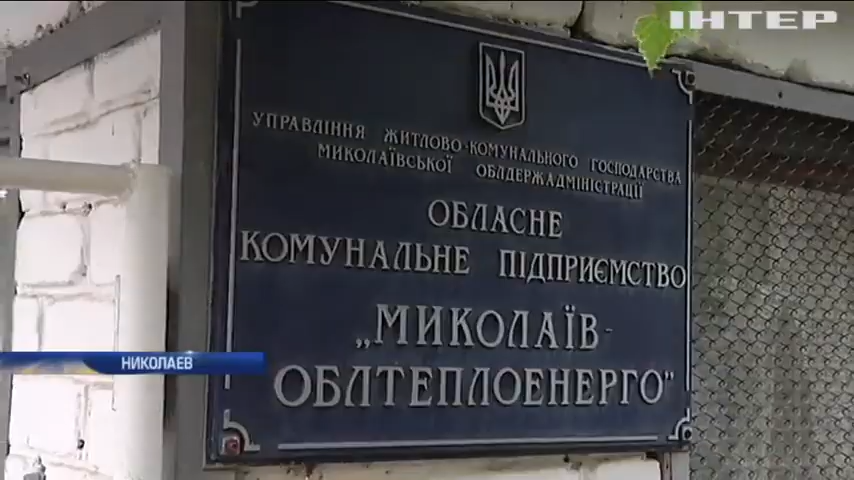 ІНТЕР
УПРАВЛІННЯ ЖИТЛОВО-КОМУНАЛЬНОГО ГОСПОДАРСТВА
МИКОЛАЇВСЬКОЇ ОБЛДЕРЖАДМІНІСТРАЦІЇ
ОБЛАСНЕ
КОМУНАЛЬНЕ ПІДПРИЄМСТВО
„МИКОЛАЇВ-
ОБЛТЕПЛОЕНЕРГО”
НИКОЛАЕВ